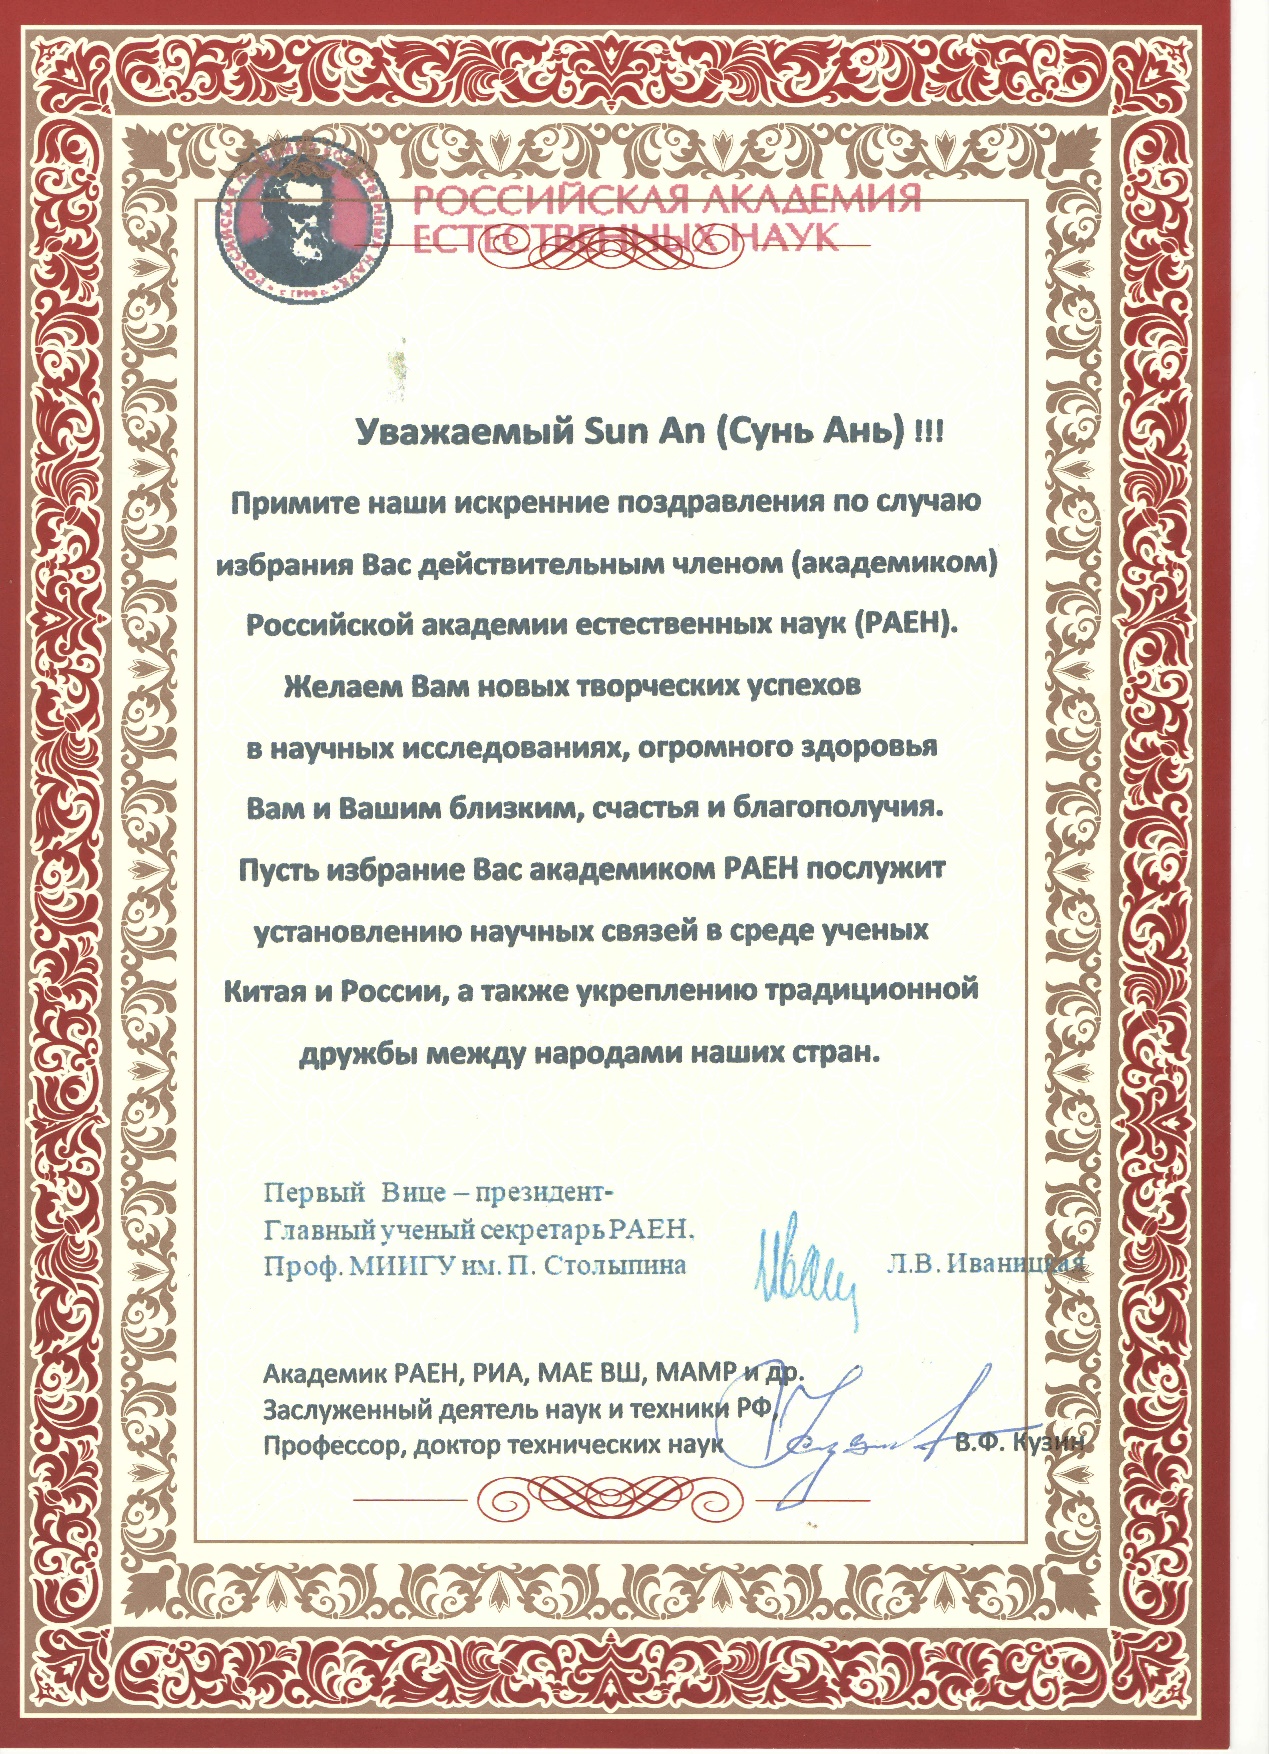 РОССИЙСКАЯ АКАДЕМИЯ ЕСТЕСТВЕННЫХ НАУК
РОССИЙСКАЯ АКАДЕМИЯ
ЕСТЕСТВЕННЫХ НАУК
Уважаемый Sun An (Сунь Ань) !!!
Примите наши искренние поздравления по случаю
избрания Вас действительным членом (академиком)
Российской академии естественных наук (РАЕН).
Желаем Вам новых творческих успехов
в научных исследованиях, огромного здоровья
Вам и Вашим близким, счастья и благополучия.
Пусть избрание Вас академиком РАЕН послужит
установлению научных связей в среде ученых
Китая и России, а также укреплению традиционной
дружбы между народами наших стран.
Первый Вице – президент-
Главный ученый секретарь РАЕН.
Проф. МИИГУ им. П. Столыпина Л.В. Иваницкая
Академик РАЕН, РИА, МАЕ ВШ, МАМР и др.
Заслуженный деятель наук и техники РФ,
Профессор, доктор технических наук В.Ф. Кузин